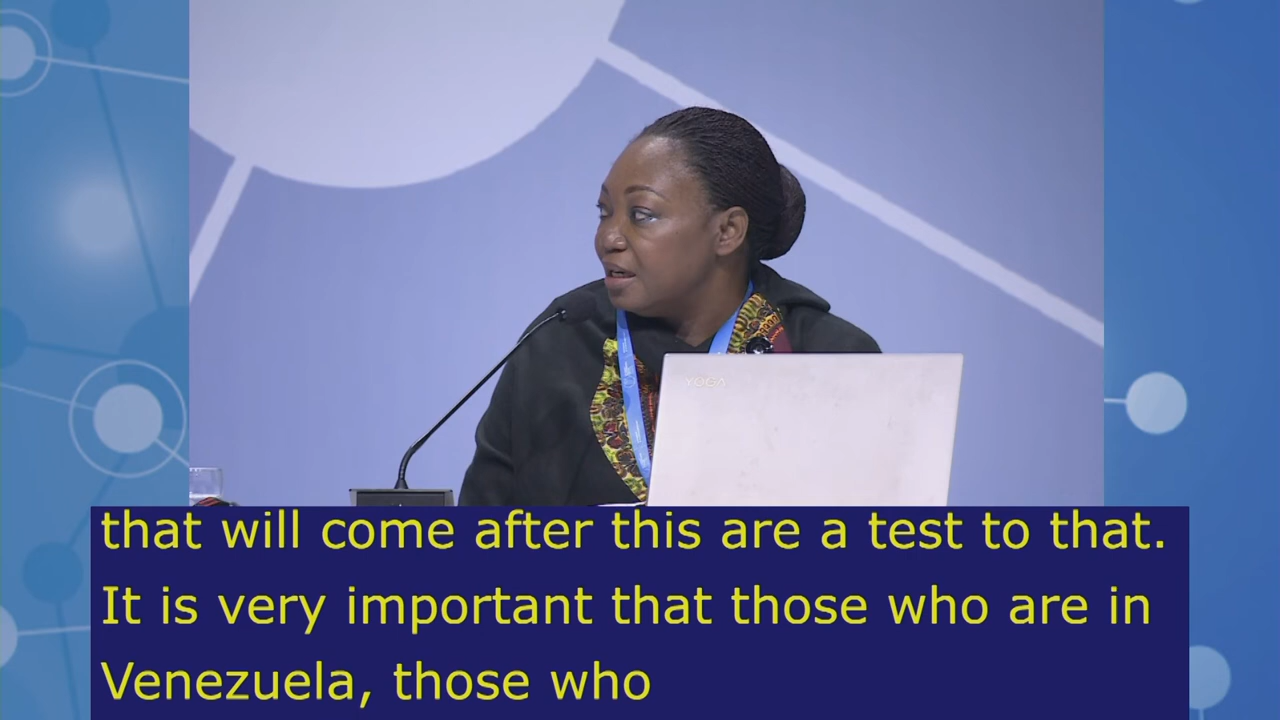 YOGA
that will come after this are a test to that.
It is very important that those who are in
Venezuela, those who